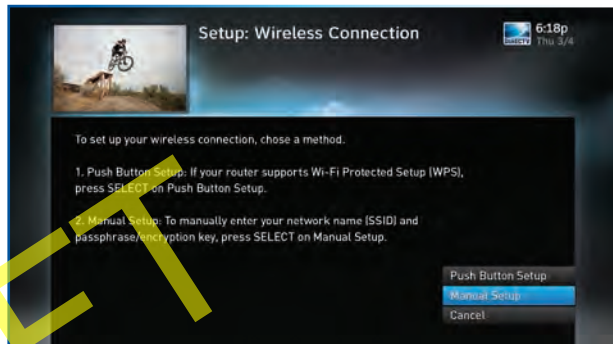 Setup: Wireless Connection
6:18p
DIRECTV Thu 3/4
To set up your wireless connection, chose a method.
1. Push Button Setup: If your router supports Wi-Fi Protected Setup (WPS),
press SELECT on Push Button Setup.
2. Manual Setup: To manually enter your network name (SSID) and
passphrase/encryption key, press SELECT on Manual Setup.
Push Button Setup
Manual Setup
Cancel
CT